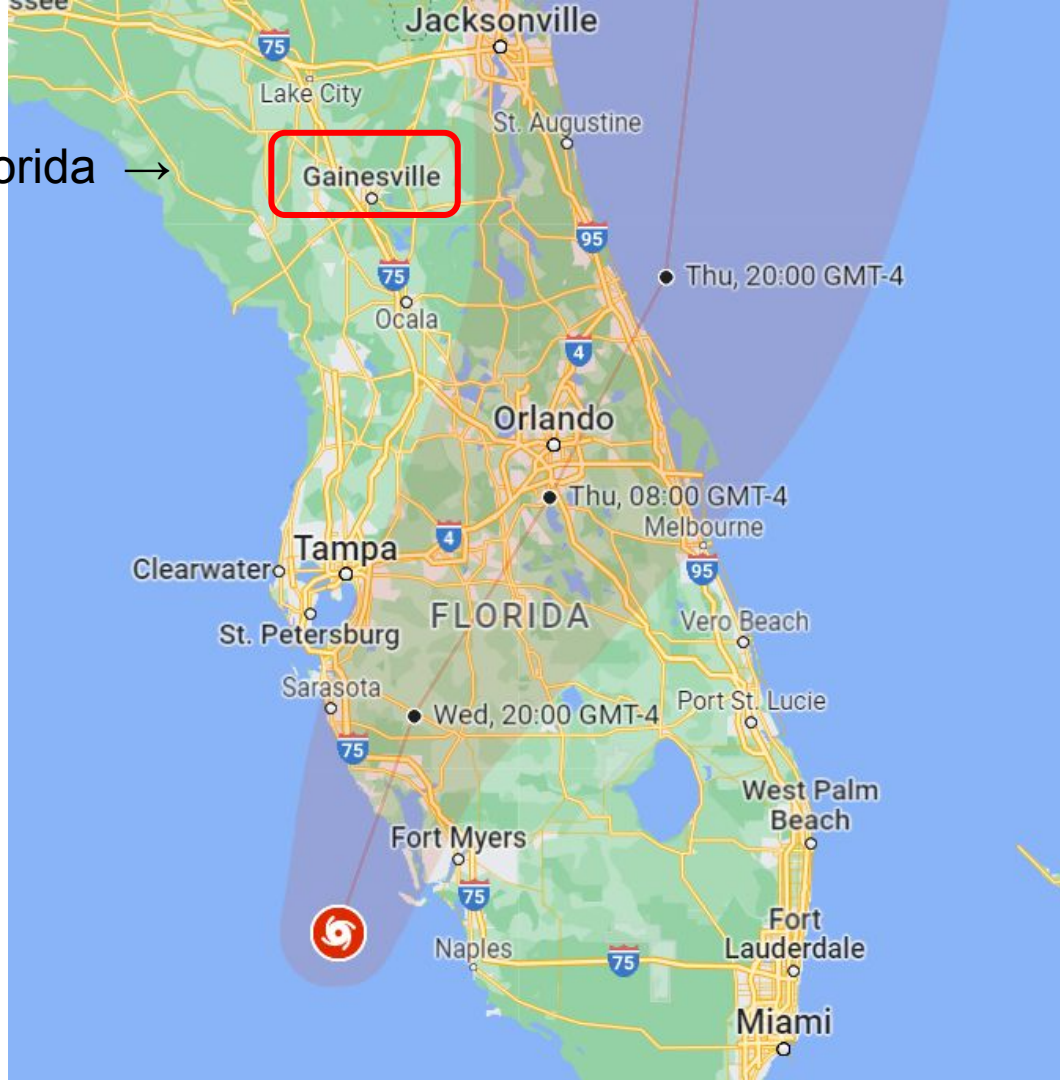 ssee
Jacksonville
75
Lake City
St. Augustine
orida →
Gainesville
95
75
Thu, 20:00 GMT-4
Ocala
4
Orlando
Thu, 08:00 GMT-4
Melbourne
4
Tampa
Clearwater
95
FLORIDA
Vero Beach
St. Petersburg
Sarasota
Port St. Lucie
Wed, 20:00 GMT-4
75
West Palm
Beach
Fort Myers
75
Fort
Lauderdale
Naples
75
Miami